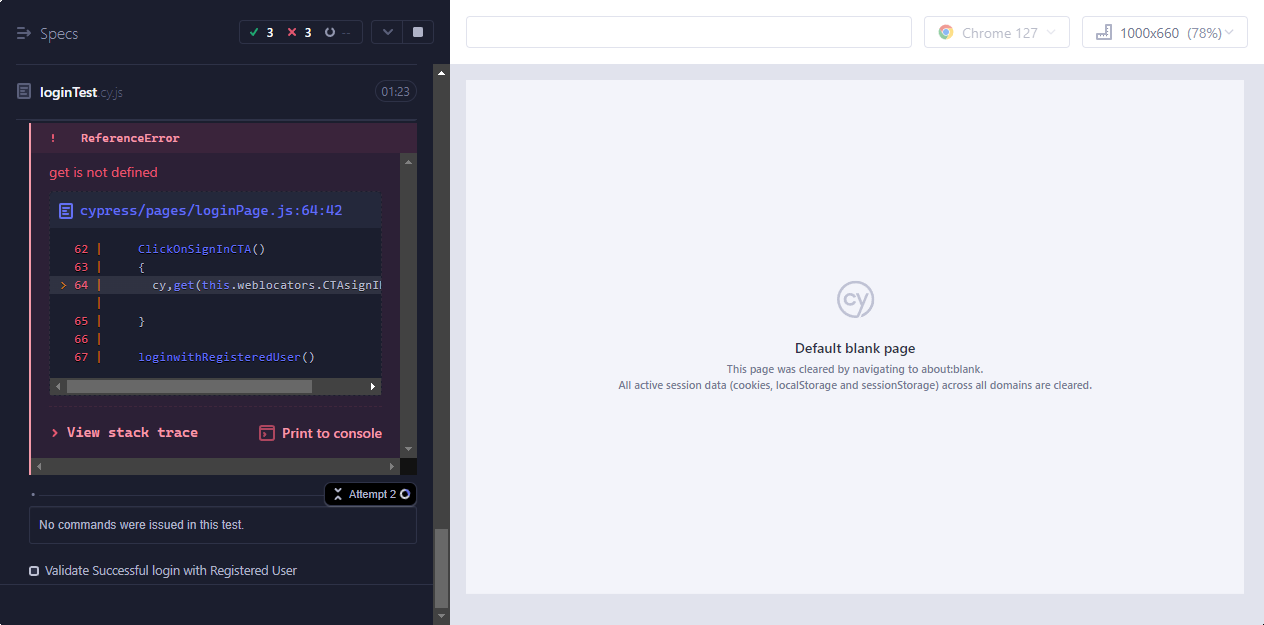 Specs
3 3 --
loginTest.cy.js
01:23
! ReferenceError
get is not defined
cypress/pages/loginPage.js:64:42
62 | ClickOnSignInCTA()
63 | {
> 64 | cy,get(this.weblocators.CTAsignI
|
65 | }
66 |
67 | loginwithRegisteredUser()
> View stack trace
Print to console
Attempt 2
No commands were issued in this test.
Validate Successful login with Registered User
Chrome 127
1000x660 (78%)
cy
Default blank page
This page was cleared by navigating to about:blank.
All active session data (cookies, localStorage and sessionStorage) across all domains are cleared.